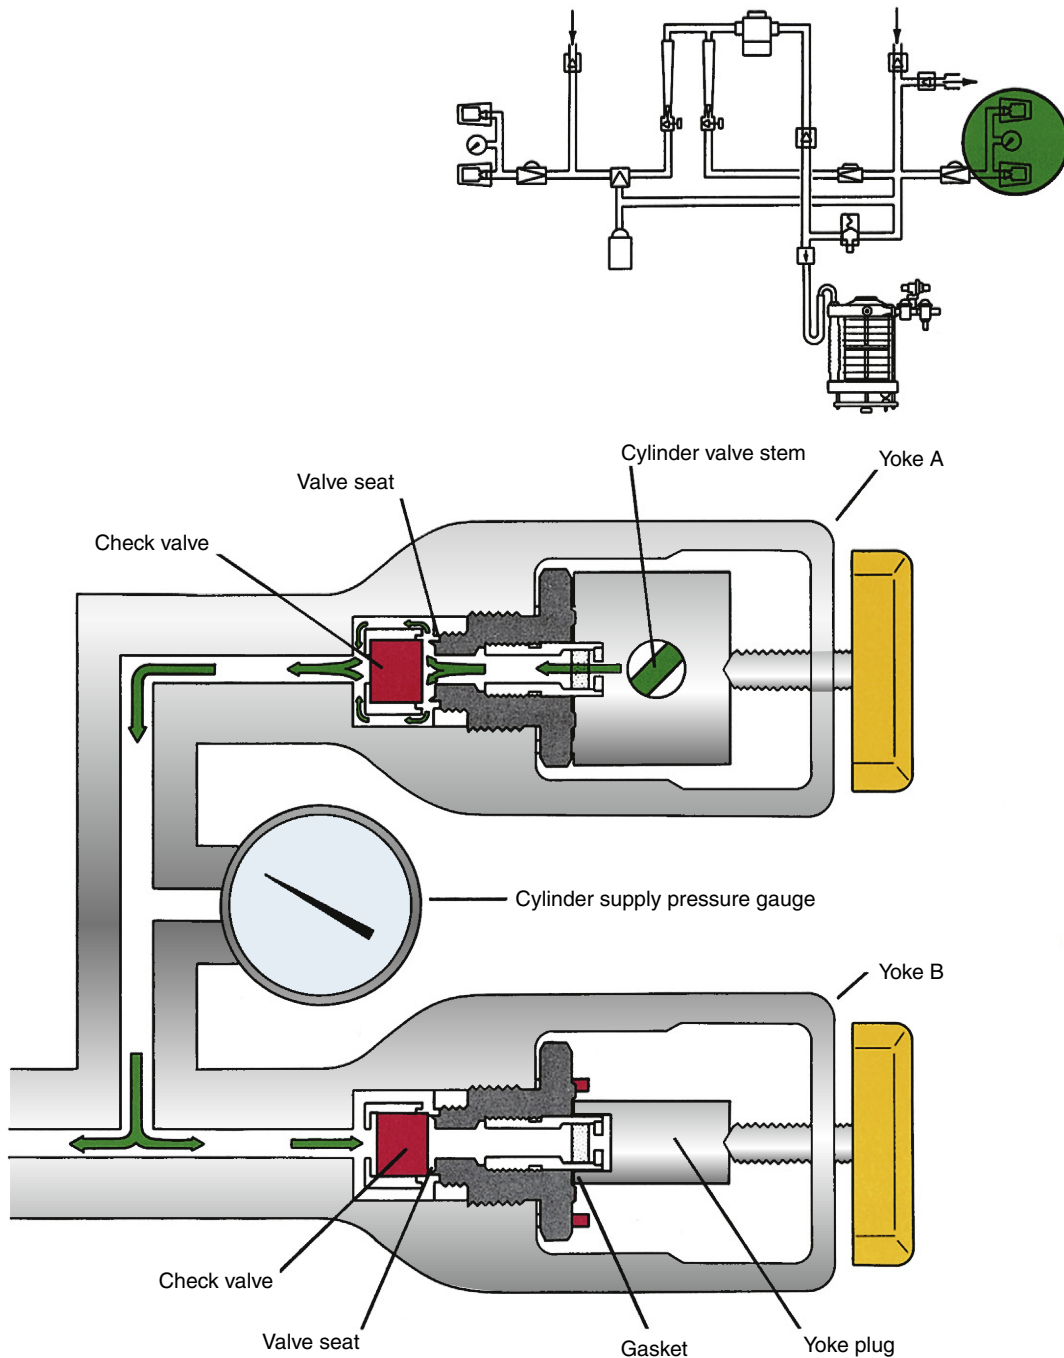 Cylinder valve stem
Yoke A
Valve seat
Check valve
Cylinder supply pressure gauge
Yoke B
Check valve
Valve seat
Gasket
Yoke plug